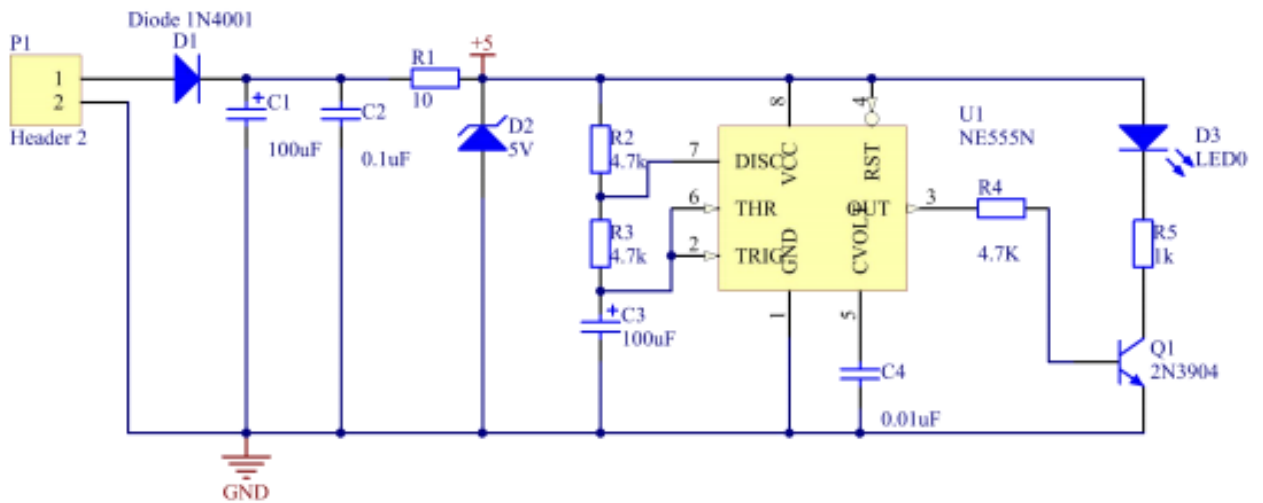 Diode 1N4001
D1
P1
1
2
Header 2
C1
100uF
C2
0.1uF
R1
10
+5
D2
5V
R2
4.7k
R3
4.7k
C3
100uF
7
6
2
8
4
1
5
3
DISC
VCC
RST
THR
OUT
TRIG
GND
CVOLT
U1
NE555N
R4
4.7K
C4
0.01uF
D3
LED0
R5
1k
Q1
2N3904
GND